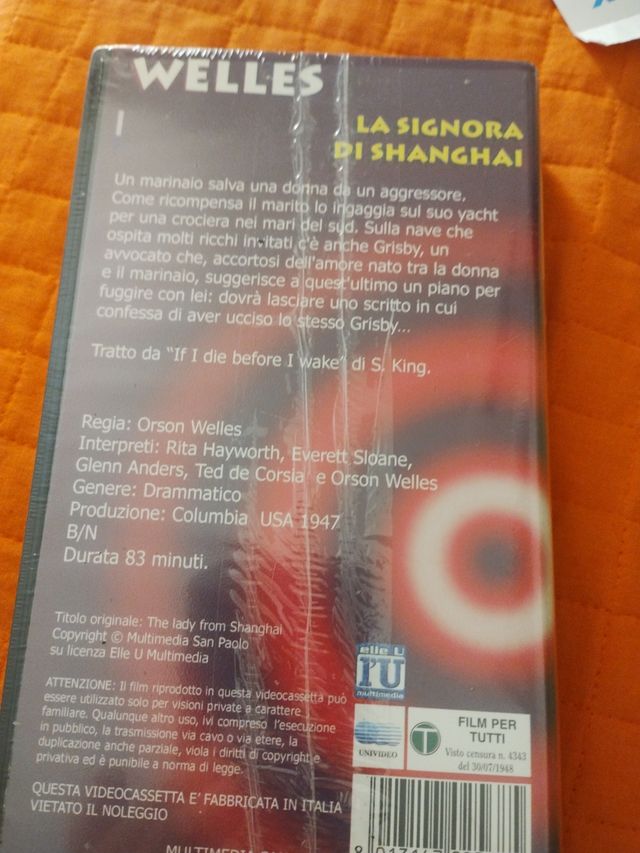 WELLES
LA SIGNORA
DI SHANGHAI
Un marinaio salva una donna da un aggressore.
Come ricompensa il marito lo ingaggia sul suo yacht
per una crociera nei mari del sud. Sulla nave che
ospita molti ricchi invitati c'è anche Grisby, un
avvocato che, accortosi dell'amore nato tra la donna
e il marinaio, suggerisce a quest'ultimo un piano per
fuggire con lei: dovrà lasciare uno scritto in cui
confessa di aver ucciso lo stesso Grisby...
Tratto da "If I die before I wake" di S. King.
Regia: Orson Welles
Interpreti: Rita Hayworth, Everett Sloane,
Glenn Anders, Ted de Corsia e Orson Welles
Genere: Drammatico
Produzione: Columbia USA 1947
B/N
Durata 83 minuti.
Titolo originale: The lady from Shanghai
Copyright © Multimedia San Paolo
su licenza Elle U Multimedia
ATTENZIONE: Il film riprodotto in questa videocassetta può
essere utilizzato solo per visioni private a carattere
familiare. Qualunque altro uso, ivi compreso l'esecuzione
in pubblico, la trasmissione via cavo o via etere, la
duplicazione anche parziale, viola i diritti di copyright e
privativa ed è punibile a norma di legge.
elle U
l'U
multimedia
UNIVIDEO
T
FILM PER
TUTTI
Visto censura n. 4343
del 30/07/1948
QUESTA VIDEOCASSETTA E' FABBRICATA IN ITALIA
VIETATO IL NOLEGGIO